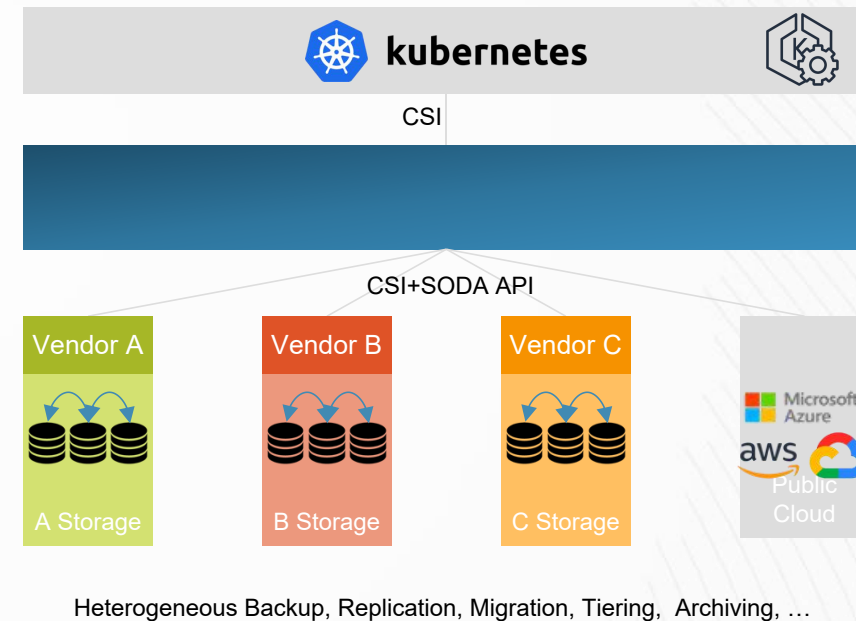 kubernetes
K
CSI
CSI+SODA API
Vendor A
Vendor B
Vendor C
Microsoft
Azure
aws
Public
Cloud
A Storage
B Storage
C Storage
Heterogeneous Backup, Replication, Migration, Tiering, Archiving, …